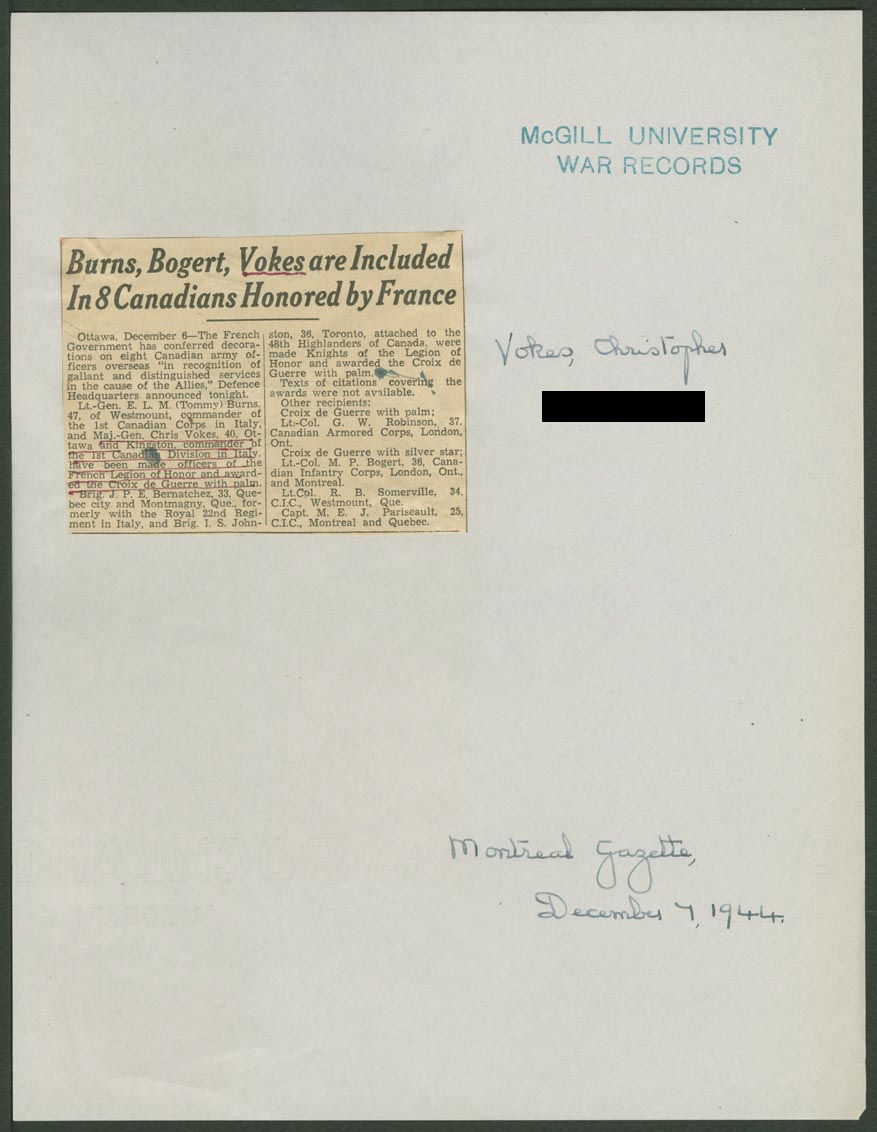 McGILL UNIVERSITY
WAR RECORDS
Burns, Bogert, Vokes are Included
In 8 Canadians Honored by France
Ottawa, December 6—The French
Government has conferred decora-
tions on eight Canadian army of-
ficers overseas "in recognition of
gallant and distinguished services
in the cause of the Allies," Defence
Headquarters announced tonight.
Lt.-Gen. E. L. M. (Tommy) Burns,
47, of Westmount, commander of
the 1st Canadian Corps in Italy,
and Maj.-Gen. Chris Vokes, 40, Ot-
tawa and Kingston, commander of
the 1st Canadian Division in Italy,
have been made officers of the
French Legion of Honor and award-
ed the Croix de Guerre with palm.
Brig. J. P. E. Bernatchez, 33, Que-
bec city and Montmagny, Que., for-
merly with the Royal 22nd Regi-
ment in Italy, and Brig. I. S. John-
ston, 36, Toronto, attached to the
48th Highlanders of Canada, were
made Knights of the Legion of
Honor and awarded the Croix de
Guerre with palm.
Texts of citations covering the
awards were not available.
Other recipients:
Croix de Guerre with palm;
Lt.-Col. G. W. Robinson, 37,
Canadian Armored Corps, London,
Ont.
Croix de Guerre with silver star;
Lt.-Col. M. P. Bogert, 36, Cana-
dian Infantry Corps, London, Ont.,
and Montreal.
Lt.Col. R. B. Somerville, 34,
C.I.C., Westmount, Que.
Capt. M. E. J. Pariseault, 25,
C.I.C., Montreal and Quebec.
Vokes, Christopher
Montreal Gazette,
December 7, 1944.